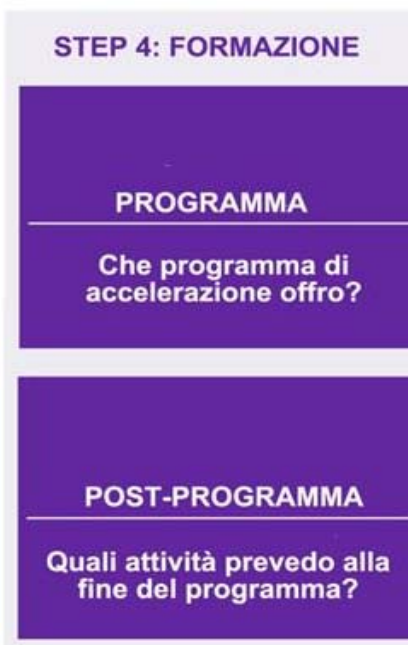 STEP 4: FORMAZIONE
PROGRAMMA
Che programma di
accelerazione offro?
POST-PROGRAMMA
Quali attività prevedo alla
fine del programma?